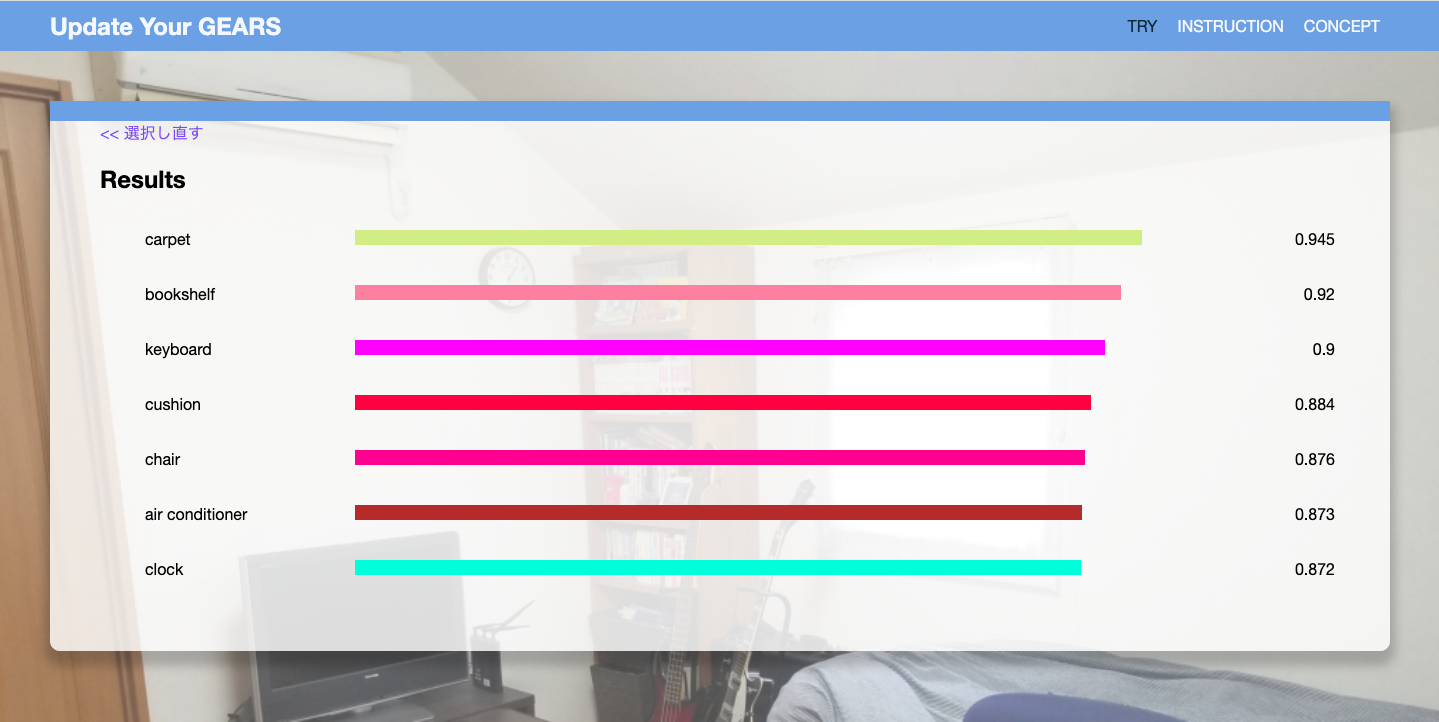 Update Your GEARS
TRY INSTRUCTION CONCEPT
<< 選択し直す
Results
carpet 0.945
bookshelf 0.92
keyboard 0.9
cushion 0.884
chair 0.876
air conditioner 0.873
clock 0.872